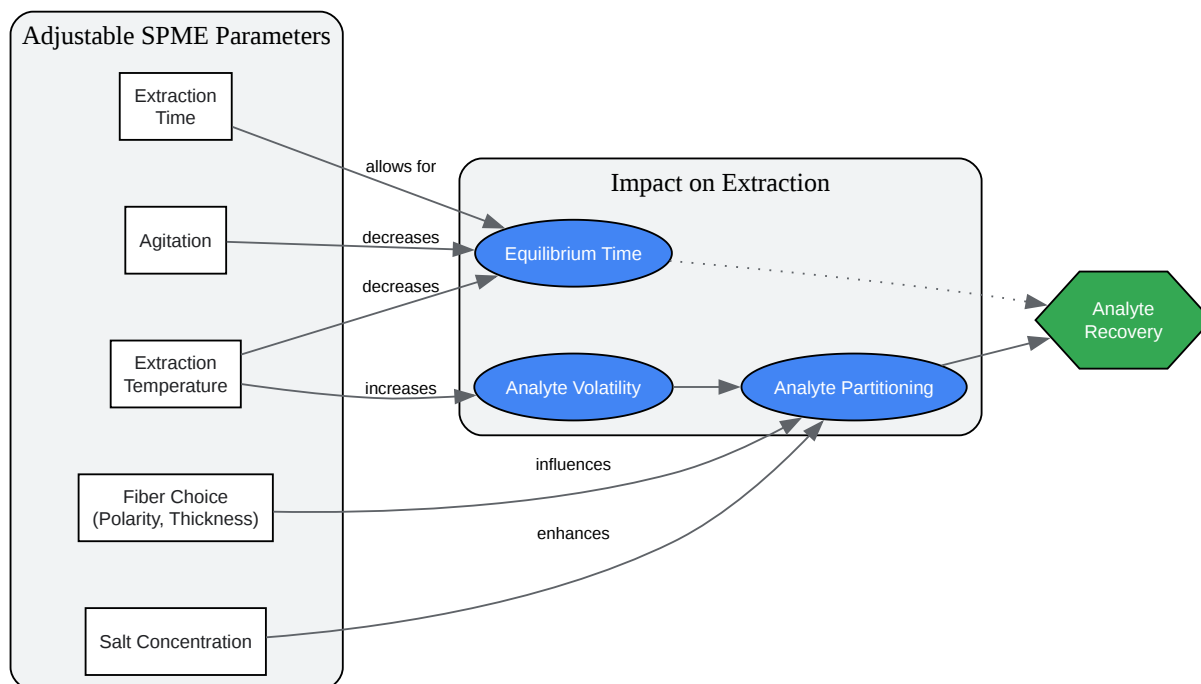 Adjustable SPME Parameters
Extraction
Time
allows for
Impact on Extraction
Agitation
decreases
Equilibrium Time
decreases
Analyte
Recovery
Extraction
Temperature
increases
Analyte Volatility
Analyte Partitioning
influences
Fiber Choice
(Polarity, Thickness)
enhances
Salt Concentration